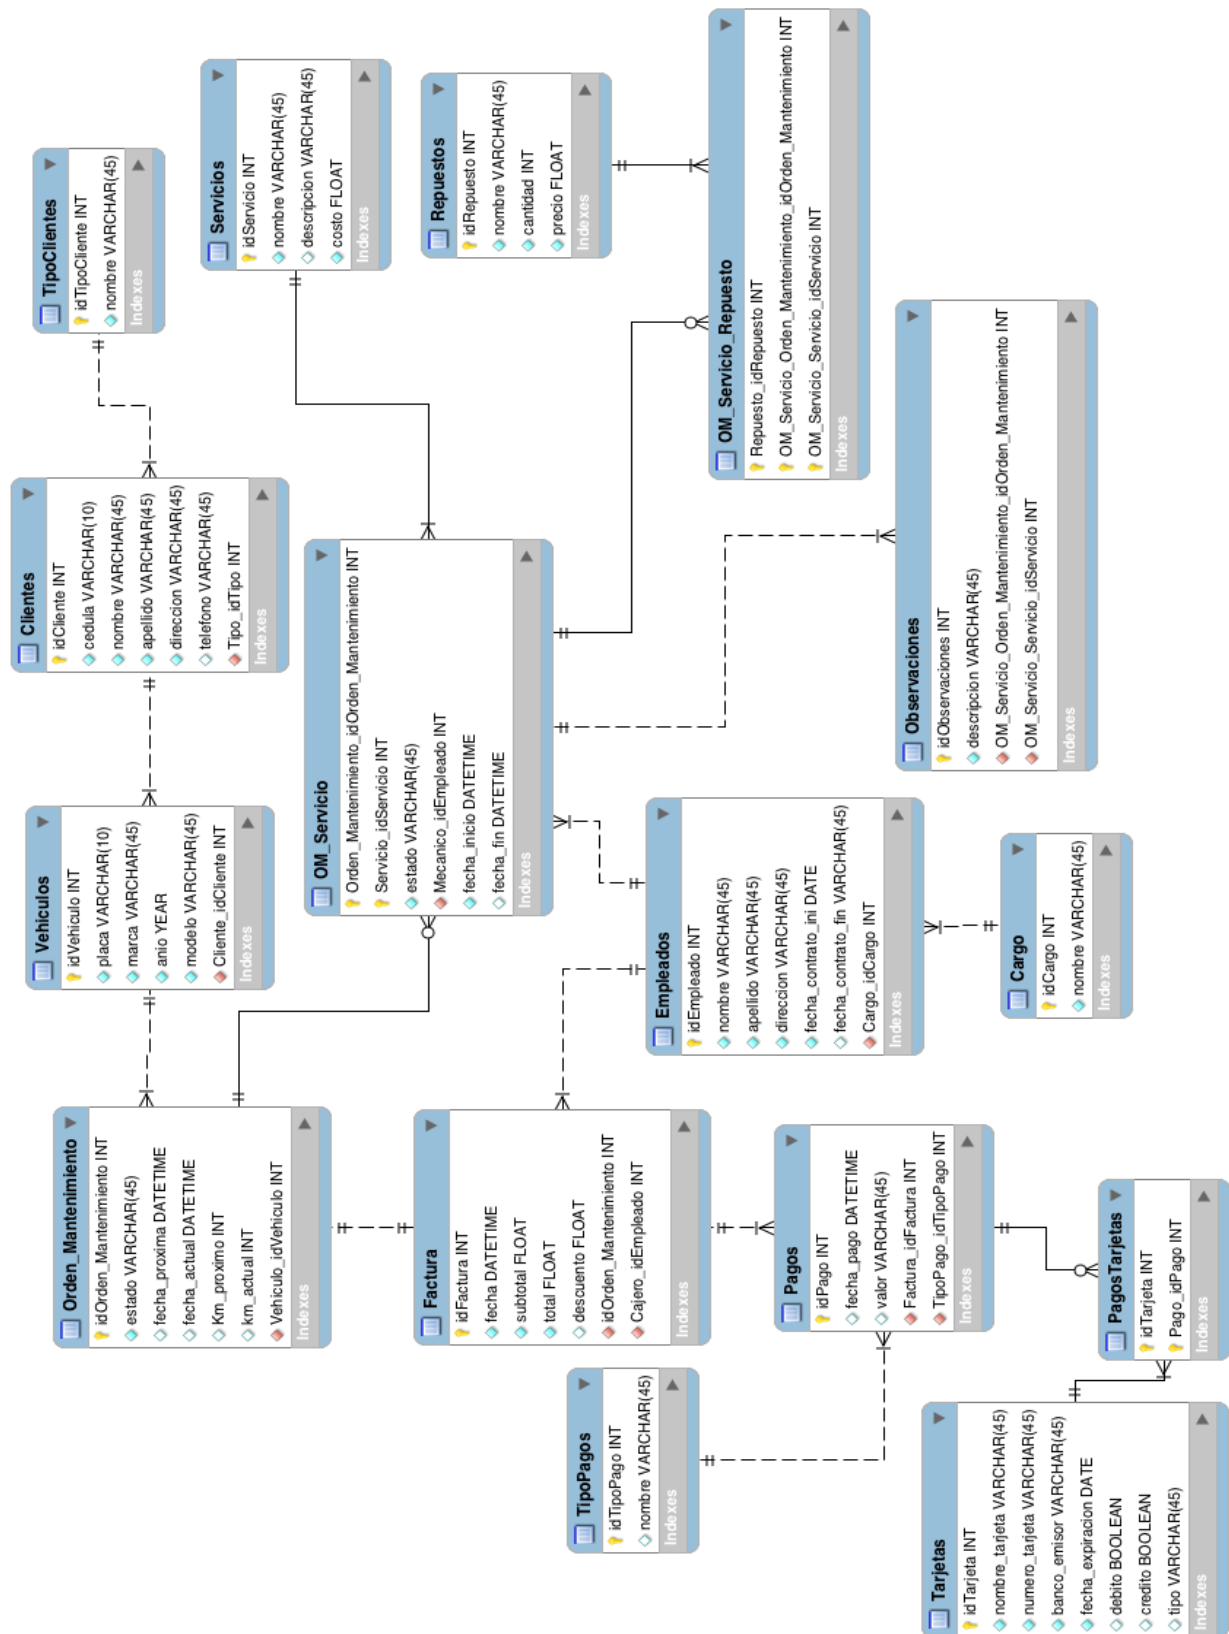 TipoClientes
idTipoCliente INT
nombre VARCHAR(45)
Indexes
Servicios
idServicio INT
nombre VARCHAR(45)
descripcion VARCHAR(45)
costo FLOAT
Indexes
Repuestos
idRepuesto INT
nombre VARCHAR(45)
cantidad INT
precio FLOAT
Indexes
OM_Servicio_Repuesto
Repuesto_idRepuesto INT
OM_Servicio_Orden_Mantenimiento_idOrden_Mantenimiento INT
OM_Servicio_Servicio_idServicio INT
Indexes
Clientes
idCliente INT
cedula VARCHAR(10)
nombre VARCHAR(45)
apellido VARCHAR(45)
direccion VARCHAR(45)
telefono VARCHAR(45)
Tipo_idTipo INT
Indexes
OM_Servicio
Orden_Mantenimiento_idOrden_Mantenimiento INT
Servicio_idServicio INT
estado VARCHAR(45)
Mecanico_idEmpleado INT
fecha_inicio DATETIME
fecha_fin DATETIME
Indexes
Observaciones
idObservaciones INT
descripcion VARCHAR(45)
OM_Servicio_Orden_Mantenimiento_idOrden_Mantenimiento INT
OM_Servicio_Servicio_idServicio INT
Indexes
Vehiculos
idVehiculo INT
placa VARCHAR(10)
marca VARCHAR(45)
anio YEAR
modelo VARCHAR(45)
Cliente_idCliente INT
Indexes
Empleados
idEmpleado INT
nombre VARCHAR(45)
apellido VARCHAR(45)
direccion VARCHAR(45)
fecha_contrato_ini DATE
fecha_contrato_fin VARCHAR(45)
Cargo_idCargo INT
Indexes
Cargo
idCargo INT
nombre VARCHAR(45)
Indexes
Orden_Mantenimiento
idOrden_Mantenimiento INT
estado VARCHAR(45)
fecha_proxima DATETIME
fecha_actual DATETIME
Km_proximo INT
km_actual INT
Vehiculo_idVehiculo INT
Indexes
Factura
idFactura INT
fecha DATETIME
subtotal FLOAT
total FLOAT
descuento FLOAT
idOrden_Mantenimiento INT
Cajero_idEmpleado INT
Indexes
Pagos
idPago INT
fecha_pago DATETIME
valor VARCHAR(45)
Factura_idFactura INT
TipoPago_idTipoPago INT
Indexes
PagosTarjetas
idTarjeta INT
Pago_idPago INT
Indexes
TipoPagos
idTipoPago INT
nombre VARCHAR(45)
Indexes
Tarjetas
idTarjeta INT
nombre_tarjeta VARCHAR(45)
numero_tarjeta VARCHAR(45)
banco_emisor VARCHAR(45)
fecha_expiracion DATE
debito BOOLEAN
credito BOOLEAN
tipo VARCHAR(45)
Indexes